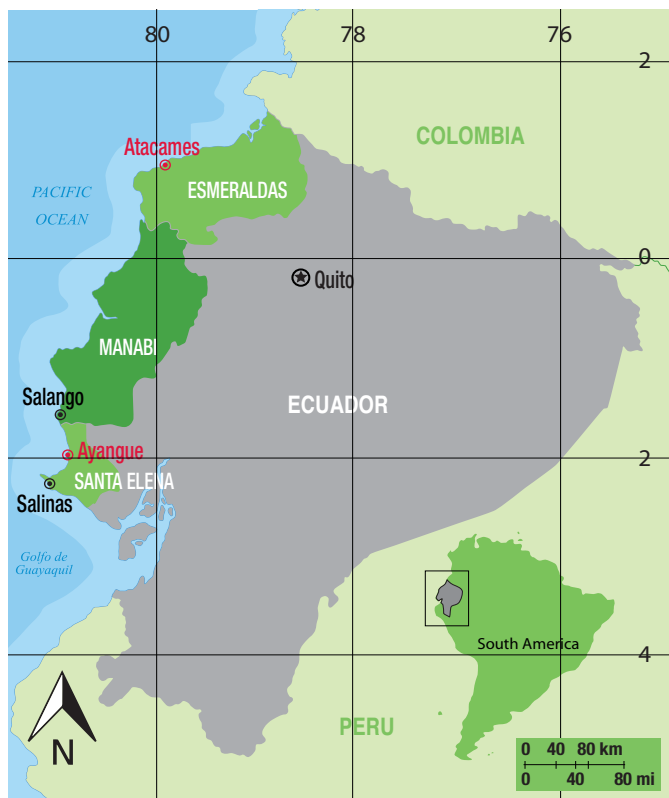 80 78 76
2
COLOMBIA
Atacames
ESMERALDAS
PACIFIC
OCEAN
0
Quito
MANABI
Salango
ECUADOR
Ayangue
2
SANTA ELENA
Salinas
Golfo de
Guayaquil
South America
4
PERU
N
0 40 80 km
0 40 80 mi